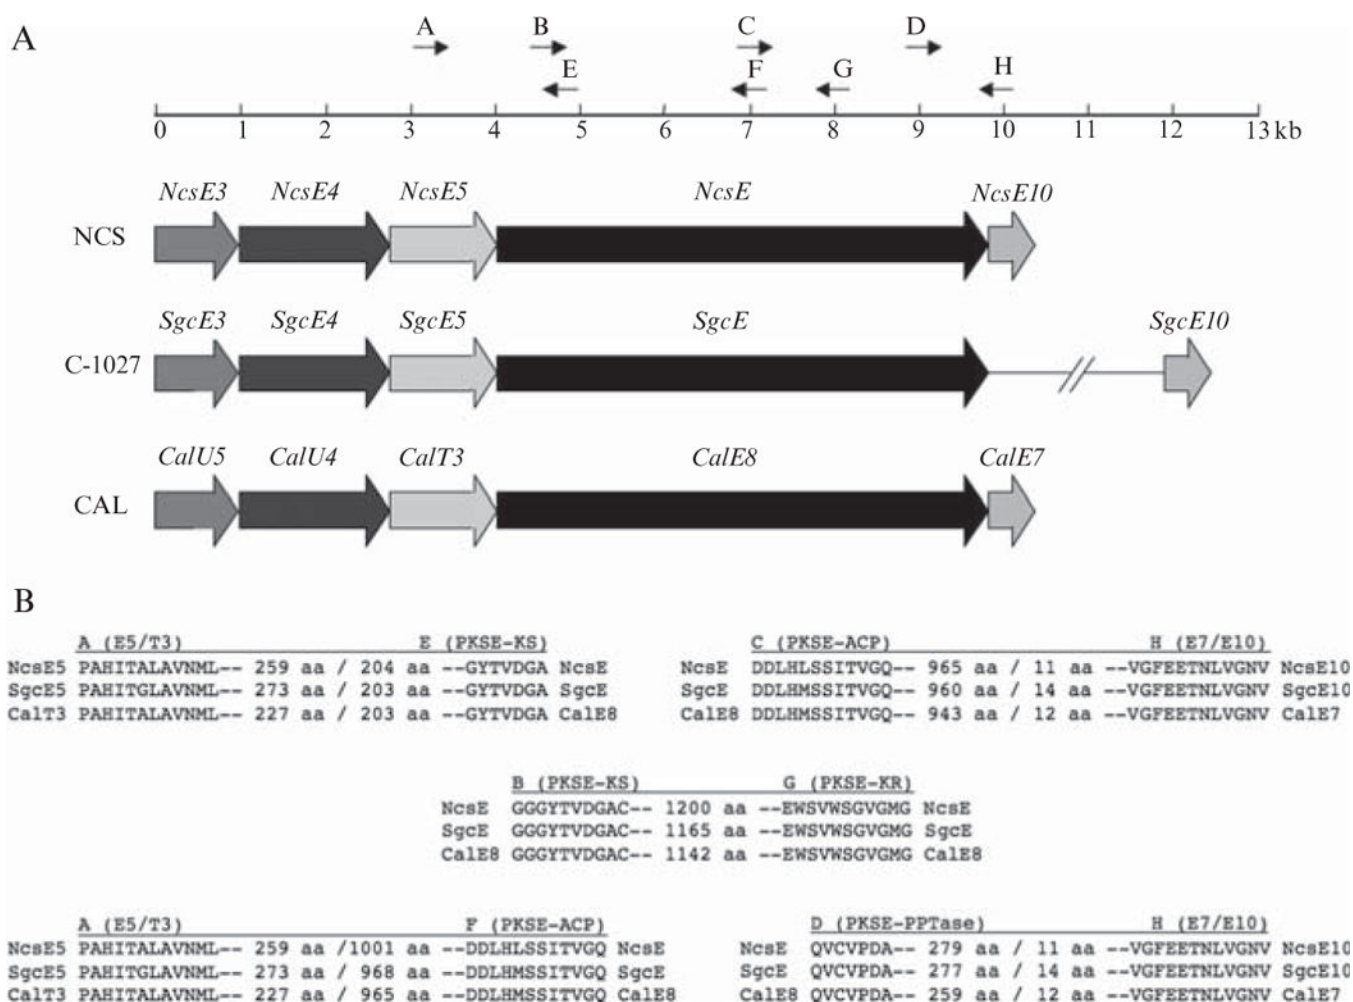 A
A B C D
E F G H
0 1 2 3 4 5 6 7 8 9 10 11 12 13 kb
NcsE3 NcsE4 NcsE5 NcsE NcsE10
NCS
SgcE3 SgcE4 SgcE5 SgcE SgcE10
C-1027
CalU5 CalU4 CalT3 CalE8 CalE7
CAL
B
A (E5/T3) E (PKSE-KS)
NcsE5 PAHITALAVNML-- 259 aa / 204 aa --GYTVDGA NcsE
SgcE5 PAHITGLAVNML-- 273 aa / 203 aa --GYTVDGA SgcE
CalT3 PAHITALAVNML-- 227 aa / 203 aa --GYTVDGA CalE8
C (PKSE-ACP) H (E7/E10)
NcsE DDLHLSSITVGQ-- 965 aa / 11 aa --VGFEETNLVGNV NcsE10
SgcE DDLHMSSITVGQ-- 960 aa / 14 aa --VGFEETNLVGNV SgcE10
CalE8 DDLHMSSITVGQ-- 943 aa / 12 aa --VGFEETNLVGNV CalE7
B (PKSE-KS) G (PKSE-KR)
NcsE GGGYTVDGAC-- 1200 aa --EWSVWSGVGMG NcsE
SgcE GGGYTVDGAC-- 1165 aa --EWSVWSGVGMG SgcE
CalE8 GGGYTVDGAC-- 1142 aa --EWSVWSGVGMG CalE8
A (E5/T3) F (PKSE-ACP)
NcsE5 PAHITALAVNML-- 259 aa /1001 aa --DDLHLSSITVGQ NcsE
SgcE5 PAHITGLAVNML-- 273 aa / 968 aa --DDLHMSSITVGQ SgcE
CalT3 PAHITALAVNML-- 227 aa / 965 aa --DDLHMSSITVGQ CalE8
D (PKSE-PPTase) H (E7/E10)
NcsE QVCVPDA-- 279 aa / 11 aa --VGFEETNLVGNV NcsE10
SgcE QVCVPDA-- 277 aa / 14 aa --VGFEETNLVGNV SgcE10
CalE8 QVCVPDA-- 259 aa / 12 aa --VGFEETNLVGNV CalE7